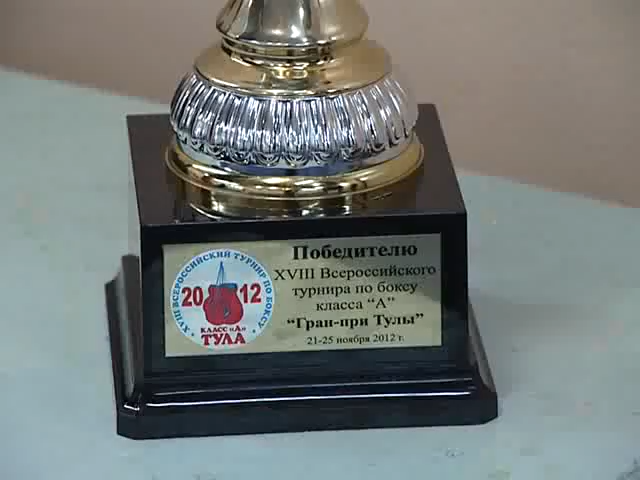 XVIII ВСЕРОССИЙСКИЙ ТУРНИР ПО БОКСУ
20 12
КЛАСС «А»
ТУЛА
Победителю
XVIII Всероссийского
турнира по боксу
класса “А”
“Гран-при Тулы”
21-25 ноября 2012 г.